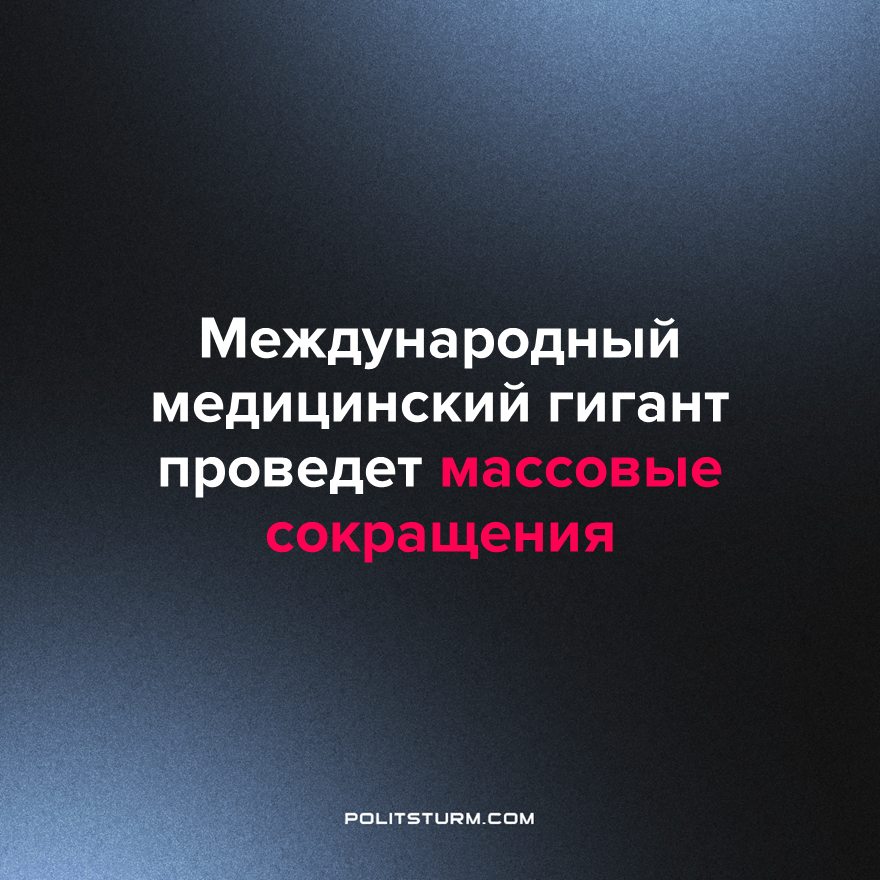 Международный
медицинский гигант
проведет массовые
сокращения
POLITSTURM.COM